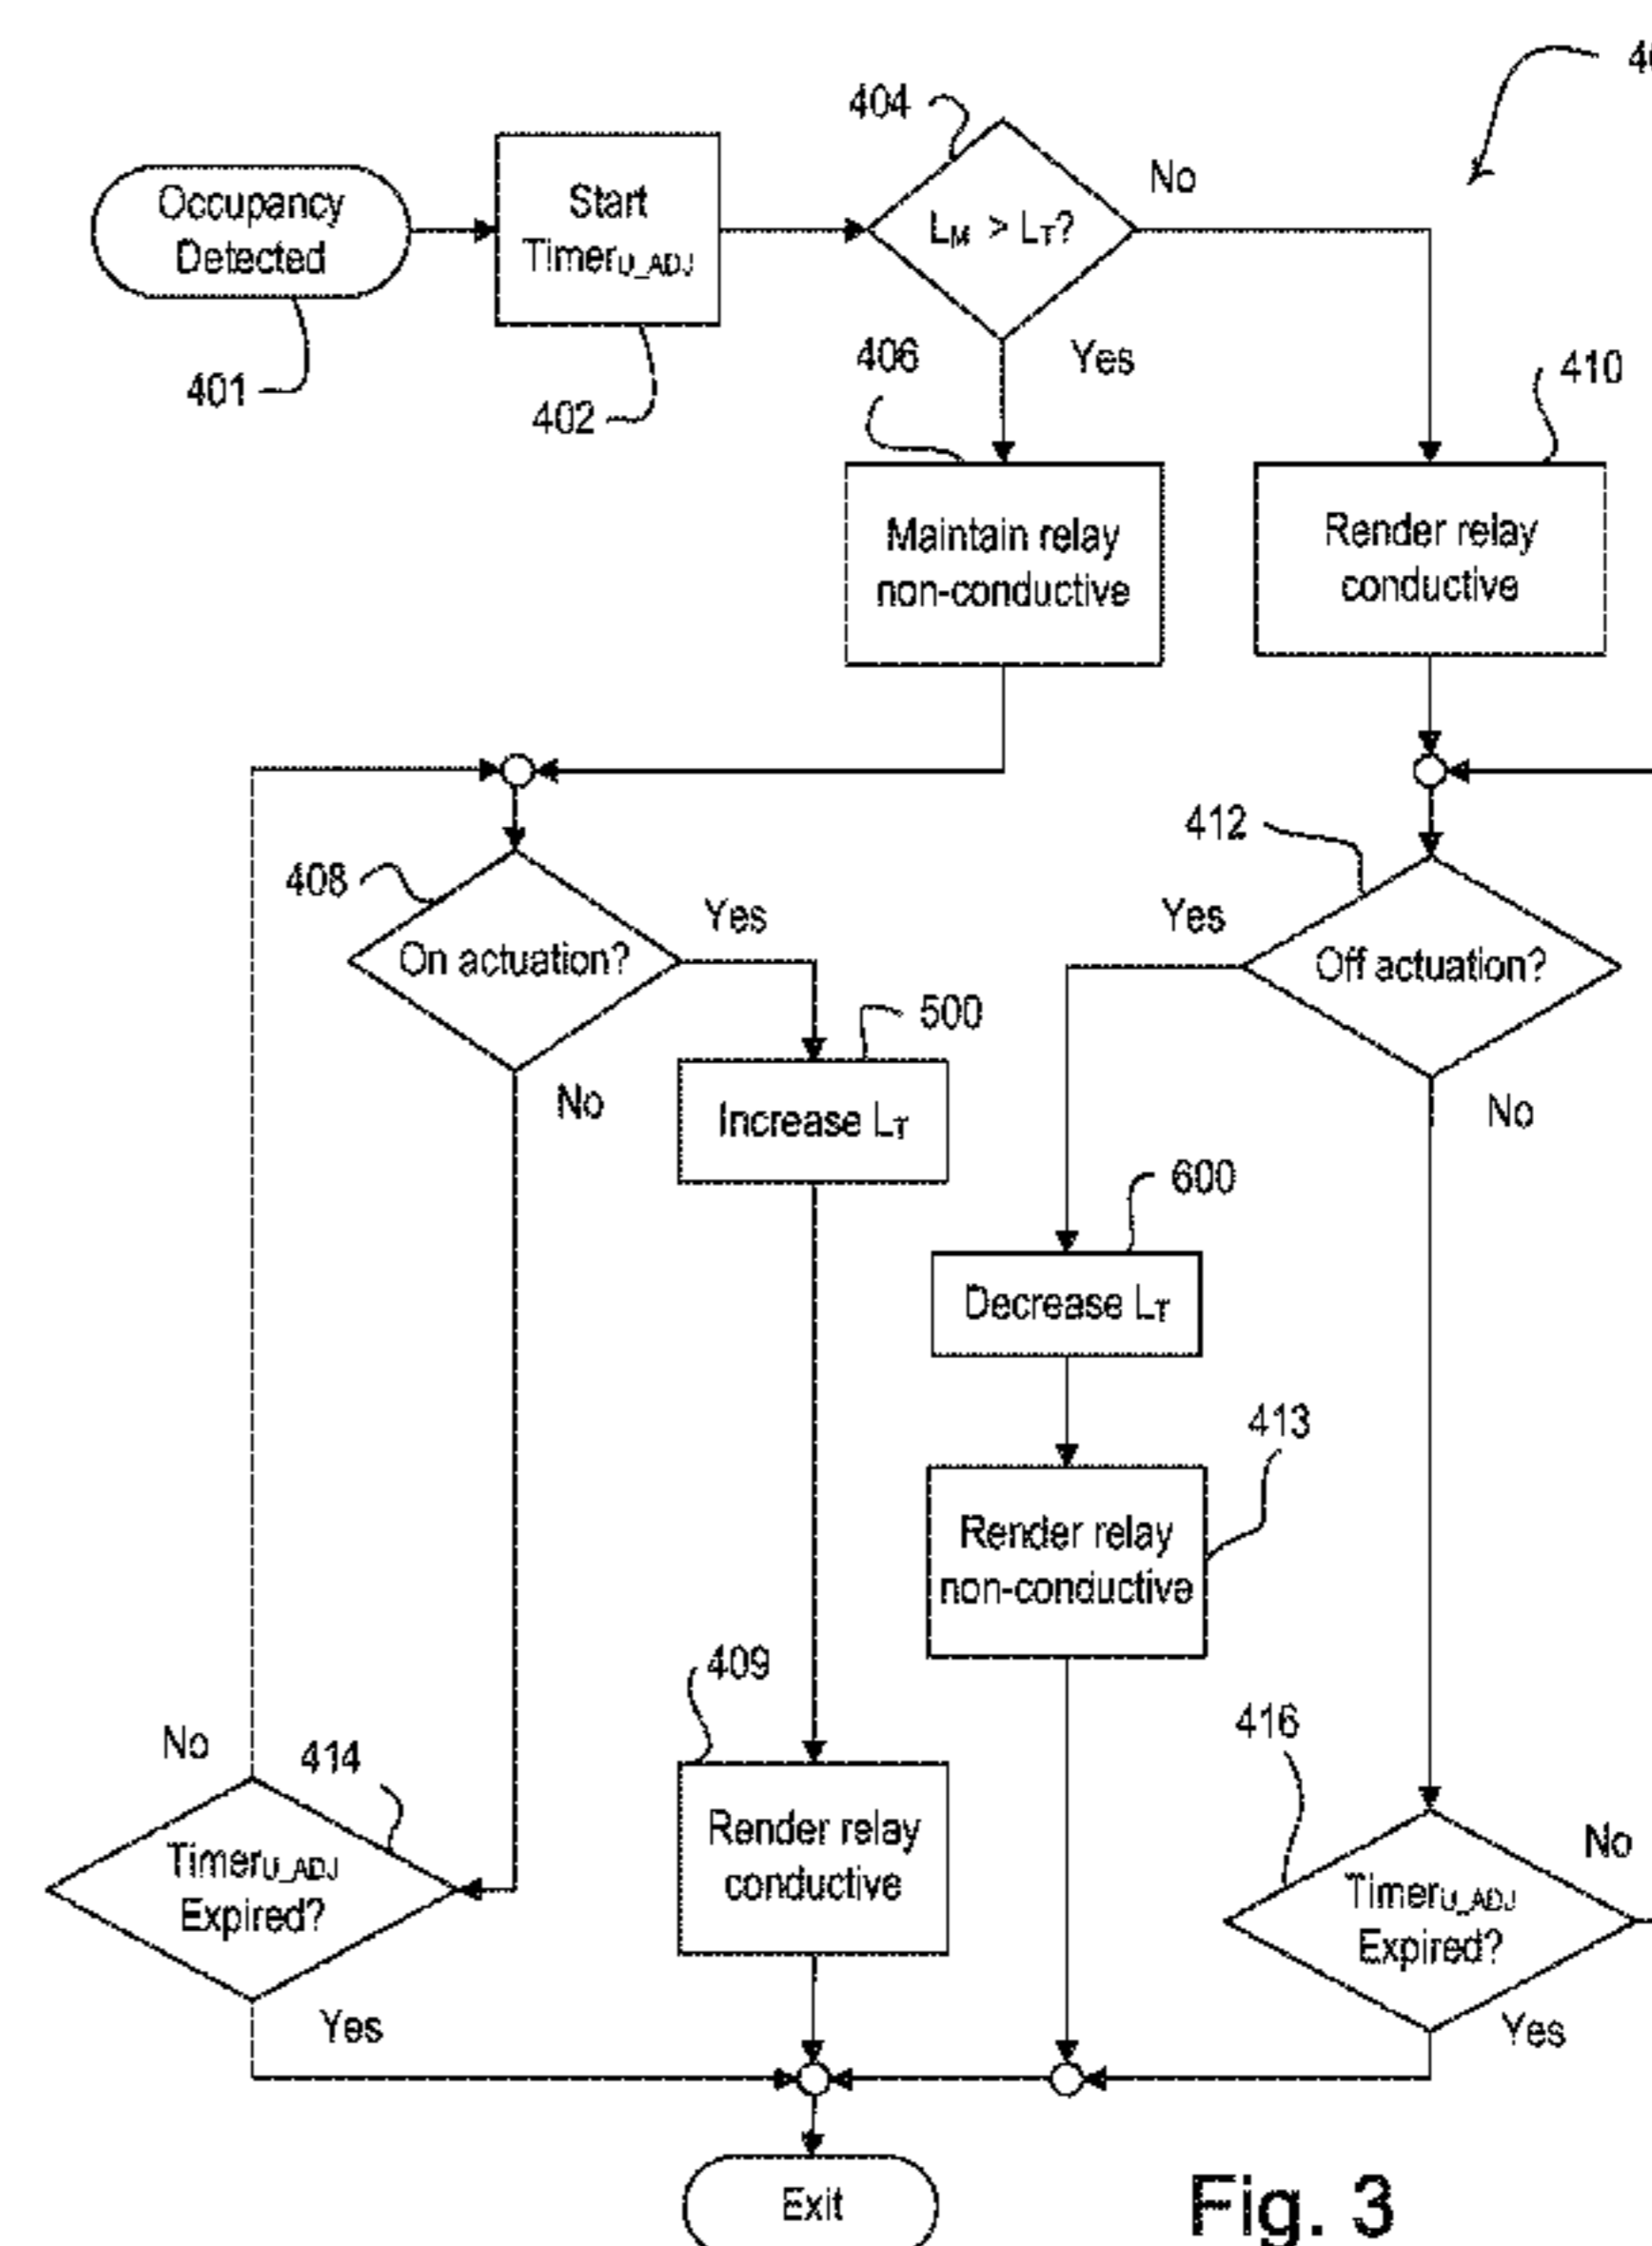 404
No
Occupancy
Detected
Start
TimerU_ADJ
LM > LT?
401
402
406
Yes
410
Maintain relay
non-conductive
Render relay
conductive
408
412
On actuation?
Yes
Yes
Off actuation?
500
No
Increase LT
No
600
Decrease LT
413
Render relay
non-conductive
409
416
No
414
Render relay
conductive
No
TimerU_ADJ
Expired?
TimerU_ADJ
Expired?
Yes
Yes
Exit
Fig. 3